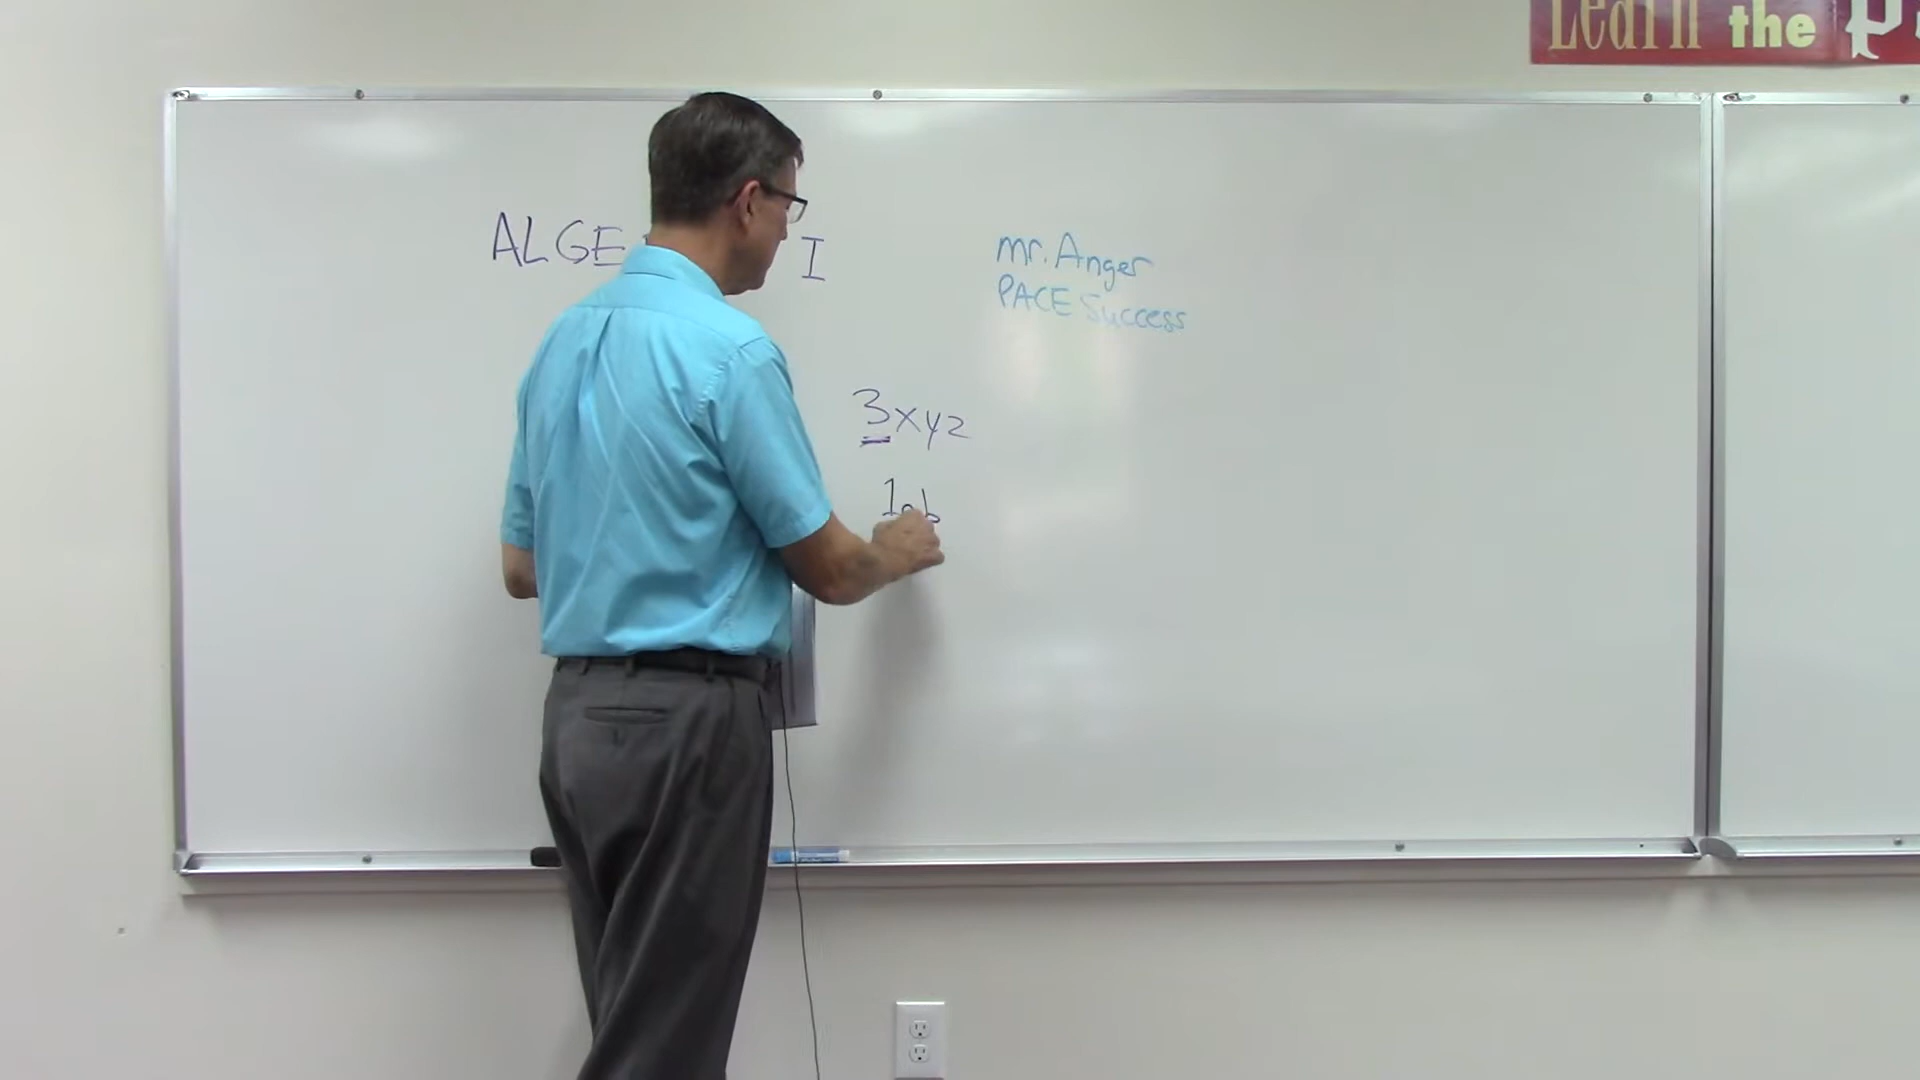 Learn the
ALGE I
mr. Anger
PACE Success
3xyz
1ab